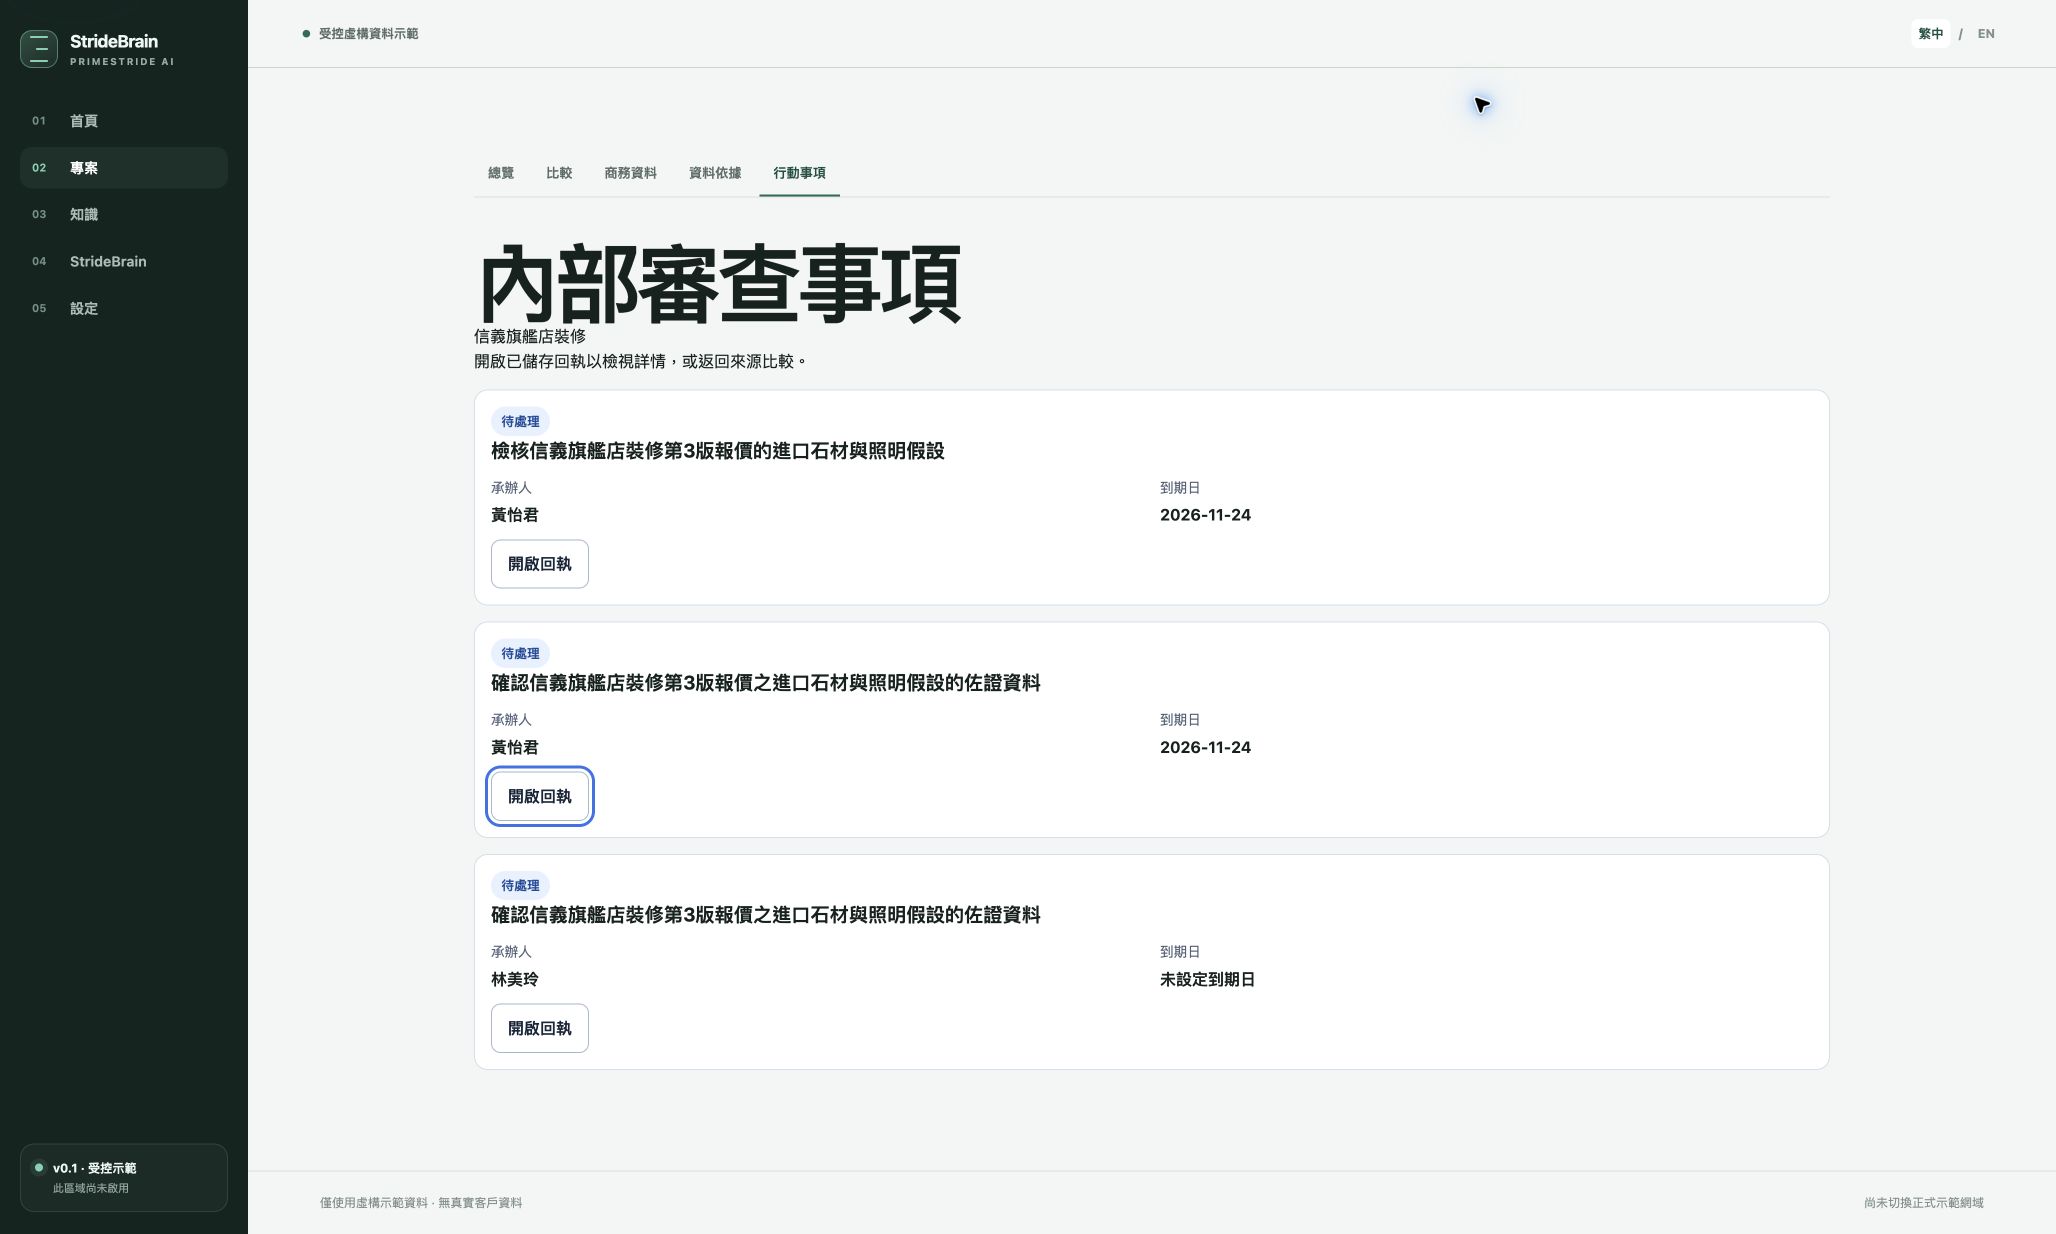 StrideBrain
PRIMESTRIDE AI
01 首頁
02 專案
03 知識
04 StrideBrain
05 設定
v0.1 · 受控示範
此區域尚未啟用
受控虛構資料示範
繁中 / EN
總覽 比較 商務資料 資料依據 行動事項
內部審查事項
信義旗艦店裝修
開啟已儲存回執以檢視詳情，或返回來源比較。
待處理
檢核信義旗艦店裝修第3版報價的進口石材與照明假設
承辦人 到期日
黃怡君 2026-11-24
開啟回執
待處理
確認信義旗艦店裝修第3版報價之進口石材與照明假設的佐證資料
承辦人 到期日
黃怡君 2026-11-24
開啟回執
待處理
確認信義旗艦店裝修第3版報價之進口石材與照明假設的佐證資料
承辦人 到期日
林美玲 未設定到期日
開啟回執
僅使用虛構示範資料 · 無真實客戶資料 尚未切換正式示範網域